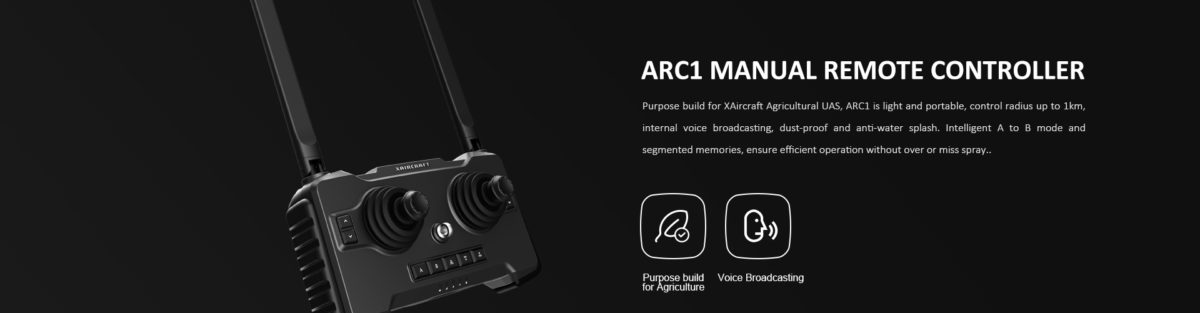 ARC1 MANUAL REMOTE CONTROLLER
Purpose build for XAircraft Agricultural UAS, ARC1 is light and portable, control radius up to 1km,
internal voice broadcasting, dust-proof and anti-water splash. Intelligent A to B mode and
segmented memories, ensure efficient operation without over or miss spray..
XAIRCRAFT
Purpose build
for Agriculture
Voice Broadcasting